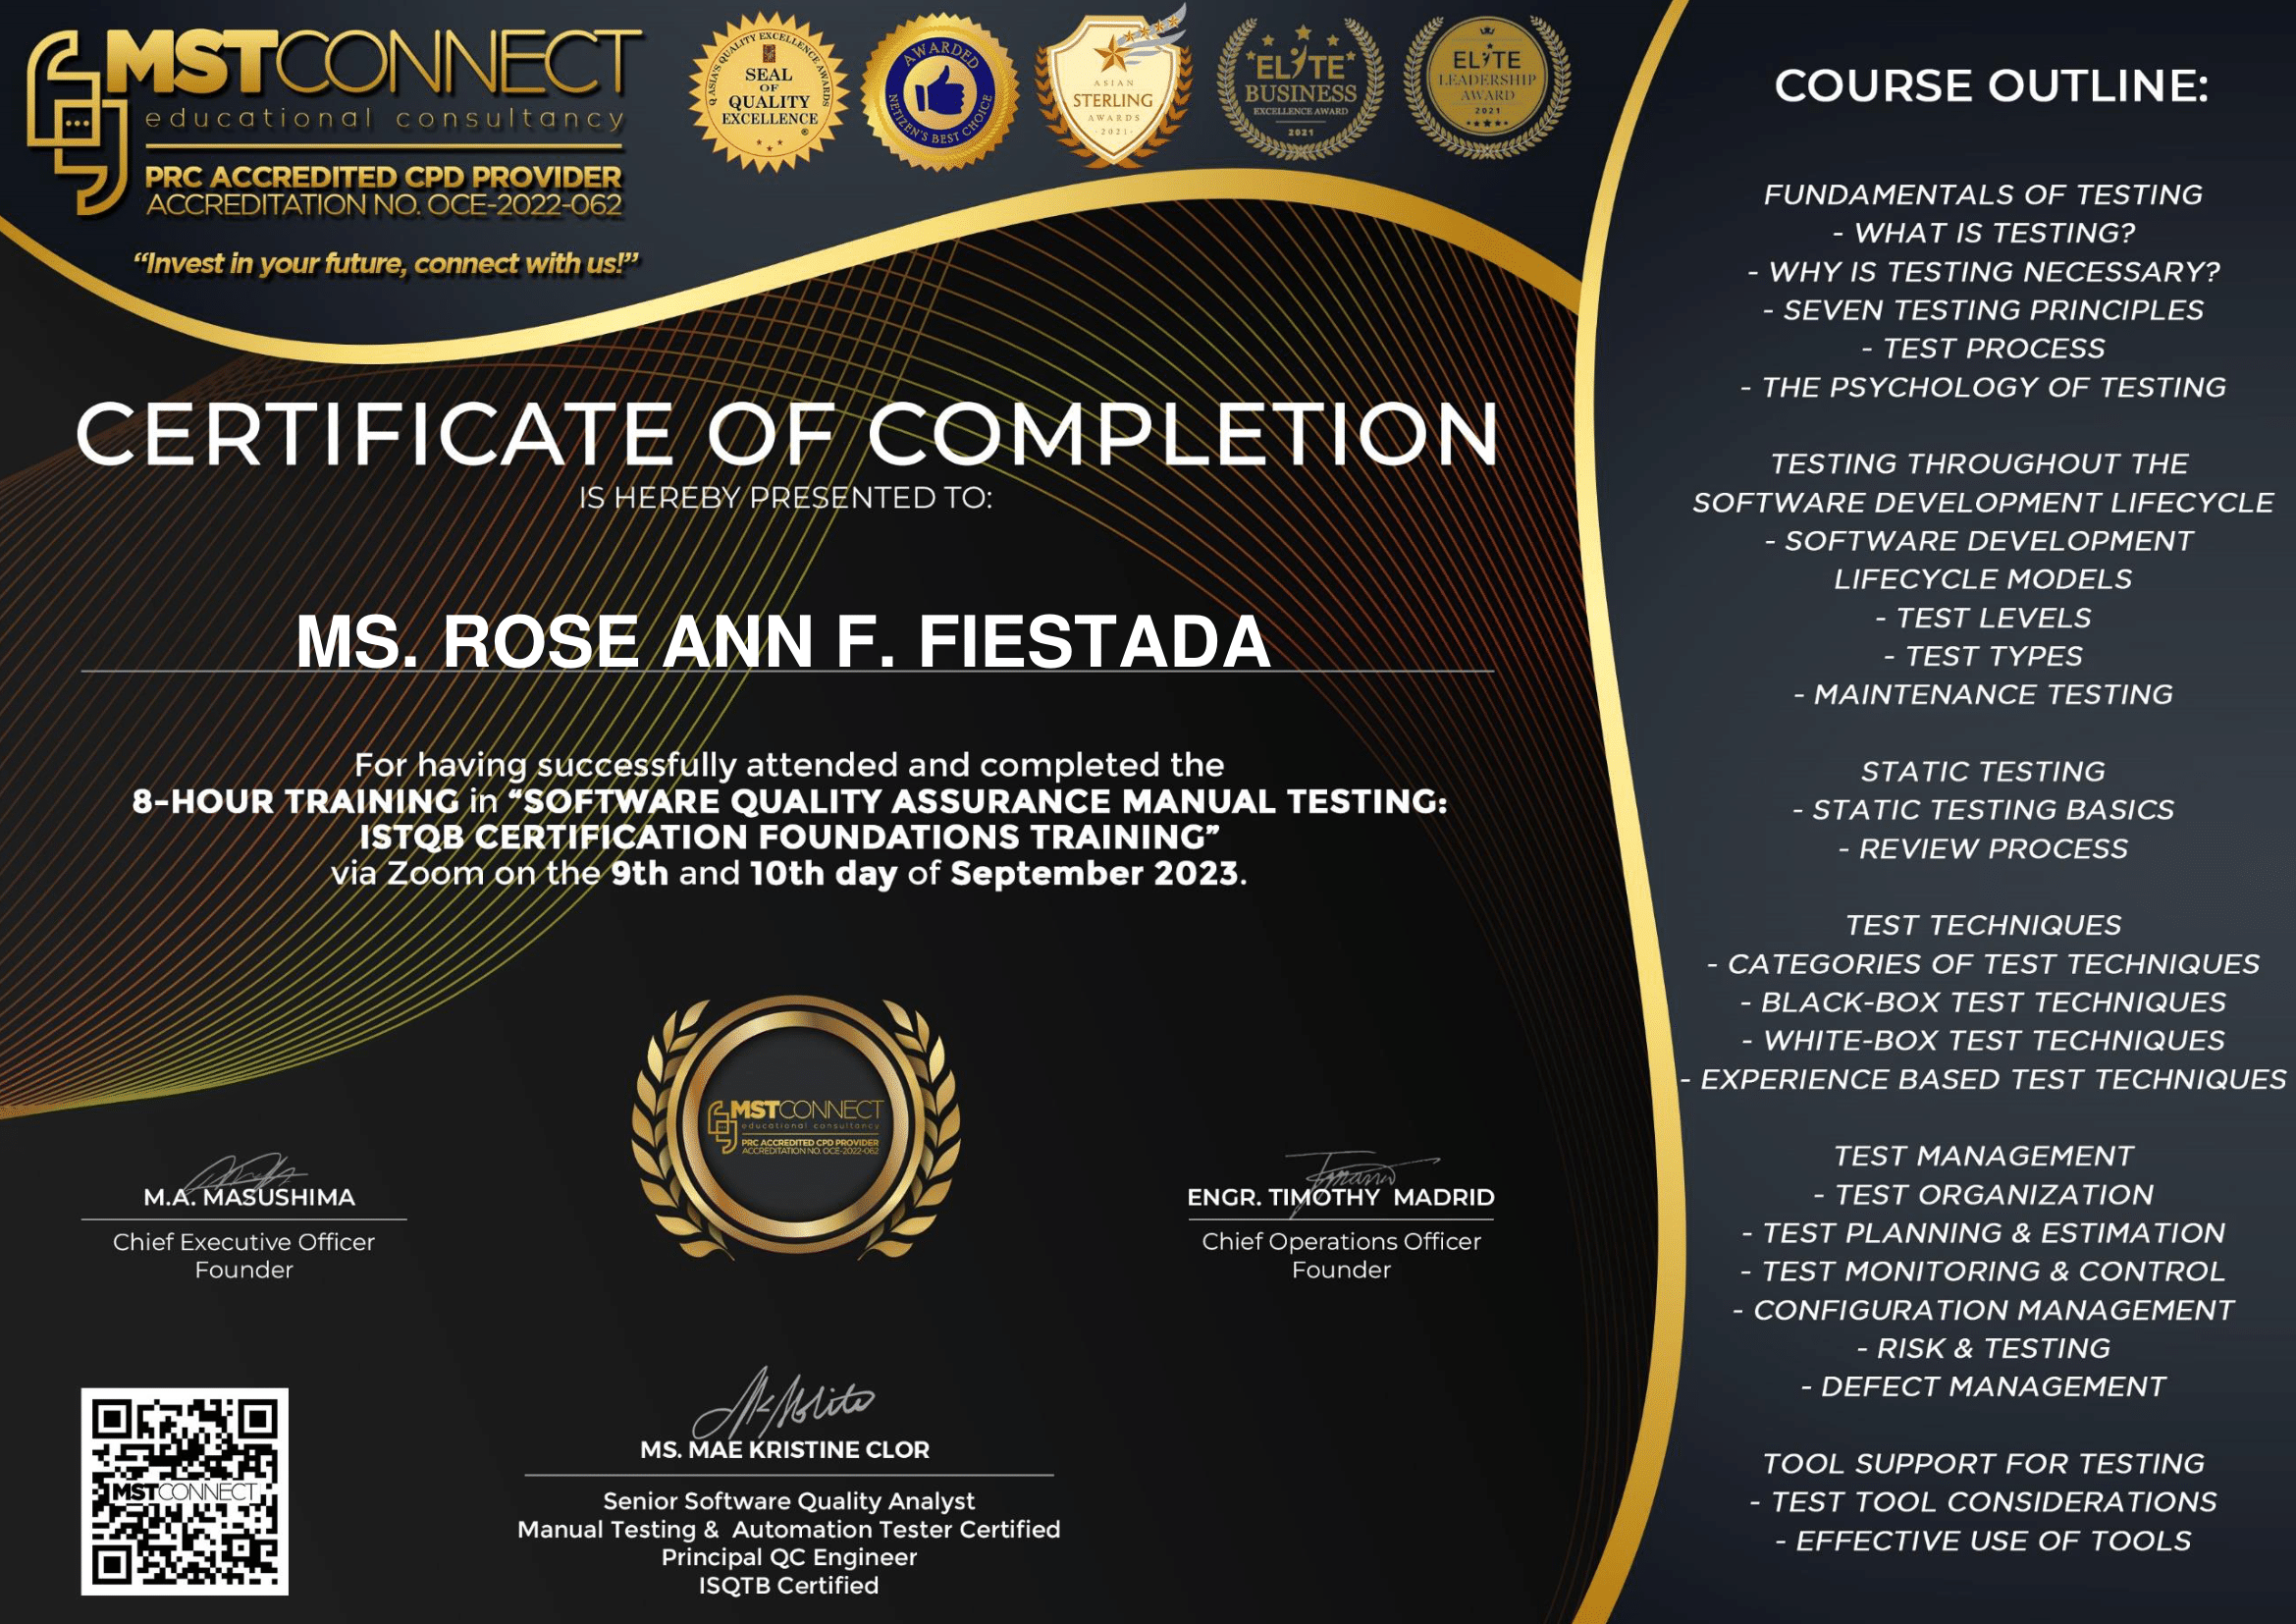 MSTCONNECT
educational consultancy
PRC ACCREDITED CPD PROVIDER
ACCREDITATION NO. OCE-2022-062
“Invest in your future, connect with us!”
Q ASIA'S QUALITY EXCELLENCE AWARDS
SEAL
OF
QUALITY
EXCELLENCE
®
AWARDED
NETIZEN'S BEST CHOICE
ASIAN
STERLING
AWARDS
- 2021 -
ELITE
BUSINESS
EXCELLENCE AWARD
2021
ELITE
LEADERSHIP
AWARD
2021
CERTIFICATE OF COMPLETION
IS HEREBY PRESENTED TO:
MS. ROSE ANN F. FIESTADA
For having successfully attended and completed the
8-HOUR TRAINING in “SOFTWARE QUALITY ASSURANCE MANUAL TESTING:
ISTQB CERTIFICATION FOUNDATIONS TRAINING”
via Zoom on the 9th and 10th day of September 2023.
MSTCONNECT
educational consultancy
PRC ACCREDITED CPD PROVIDER
ACCREDITATION NO. OCE-2022-062
M.A. MASUSHIMA
Chief Executive Officer
Founder
ENGR. TIMOTHY MADRID
Chief Operations Officer
Founder
MS. MAE KRISTINE CLOR
Senior Software Quality Analyst
Manual Testing & Automation Tester Certified
Principal QC Engineer
ISQTB Certified
MSTCONNECT
COURSE OUTLINE:
FUNDAMENTALS OF TESTING
- WHAT IS TESTING?
- WHY IS TESTING NECESSARY?
- SEVEN TESTING PRINCIPLES
- TEST PROCESS
- THE PSYCHOLOGY OF TESTING
TESTING THROUGHOUT THE
SOFTWARE DEVELOPMENT LIFECYCLE
- SOFTWARE DEVELOPMENT
LIFECYCLE MODELS
- TEST LEVELS
- TEST TYPES
- MAINTENANCE TESTING
STATIC TESTING
- STATIC TESTING BASICS
- REVIEW PROCESS
TEST TECHNIQUES
- CATEGORIES OF TEST TECHNIQUES
- BLACK-BOX TEST TECHNIQUES
- WHITE-BOX TEST TECHNIQUES
- EXPERIENCE BASED TEST TECHNIQUES
TEST MANAGEMENT
- TEST ORGANIZATION
- TEST PLANNING & ESTIMATION
- TEST MONITORING & CONTROL
- CONFIGURATION MANAGEMENT
- RISK & TESTING
- DEFECT MANAGEMENT
TOOL SUPPORT FOR TESTING
- TEST TOOL CONSIDERATIONS
- EFFECTIVE USE OF TOOLS